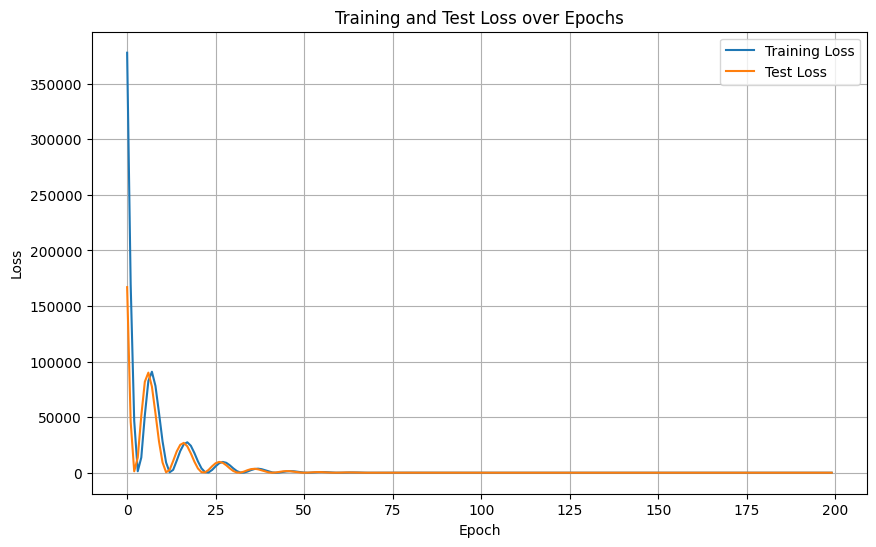 Training and Test Loss over Epochs
Training Loss
Test Loss
350000
300000
250000
200000
150000
100000
50000
0
Loss
0 25 50 75 100 125 150 175 200
Epoch